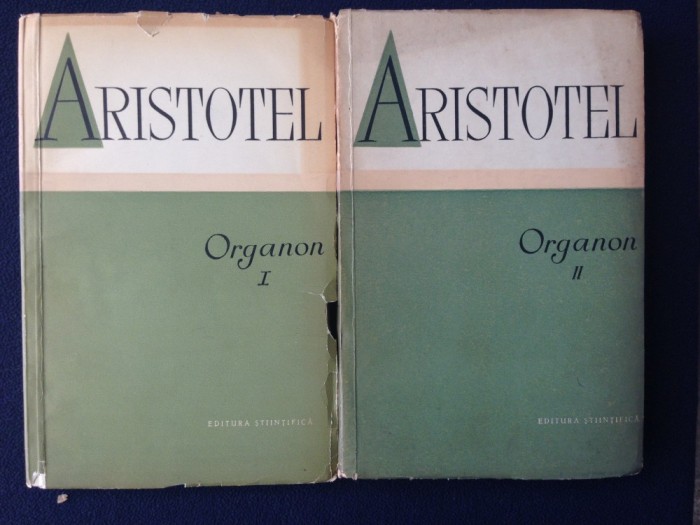 ARISTOTEL
Organon
I
EDITURA ȘTIINȚIFICĂ
ARISTOTEL
Organon
II
EDITURA ȘTIINȚIFICĂ